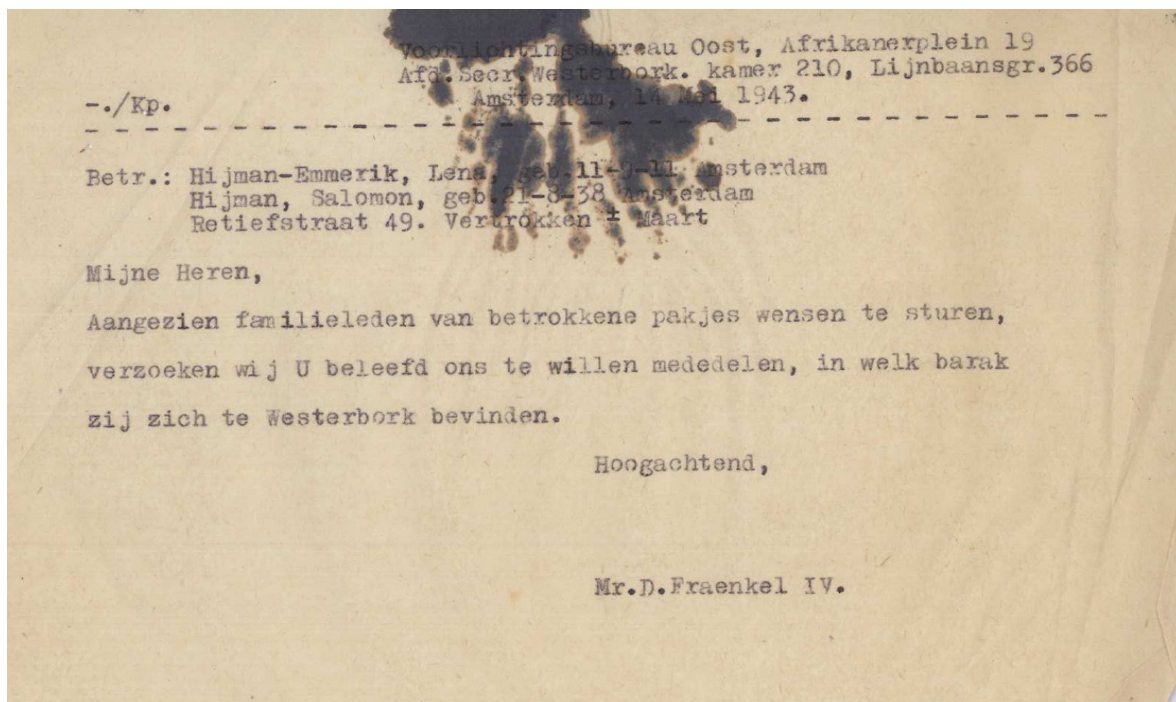 Voorlichtingsbureau Oost, Afrikanerplein 19
Afd.Secr.Westerbork. kamer 210, Lijnbaansgr.366
-./Kp. Amsterdam, 14 Mei 1943.
Betr.: Hijman-Emmerik, Lena, geb.11-9-11 Amsterdam
Hijman, Salomon, geb.21-8-38 Amsterdam
Retiefstraat 49. Vertrokken ± Maart
Mijne Heren,
Aangezien familieleden van betrokkene pakjes wensen te sturen,
verzoeken wij U beleefd ons te willen mededelen, in welk barak
zij zich te Westerbork bevinden.
Hoogachtend,
Mr.D.Fraenkel IV.